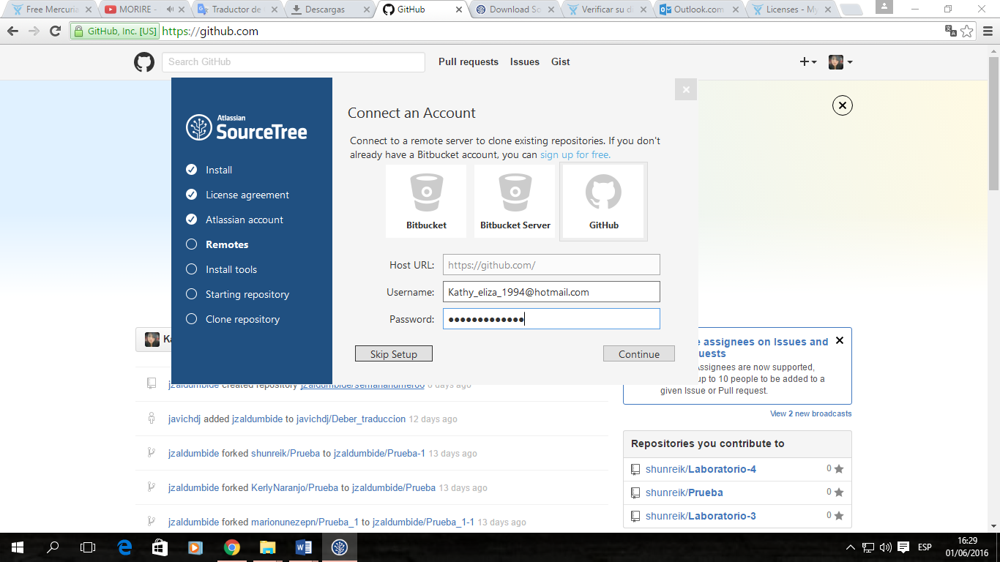 Free Mercuria
MORIRE -
Traductor de
Descargas
GitHub
Download So
Verificar su di
Outlook.com
Licenses - My
GitHub, Inc. [US] https://github.com
Search GitHub
Pull requests Issues Gist
Atlassian
SourceTree
Install
License agreement
Atlassian account
Remotes
Install tools
Starting repository
Clone repository
Connect an Account
Connect to a remote server to clone existing repositories. If you don't
already have a Bitbucket account, you can sign up for free.
Bitbucket
Bitbucket Server
GitHub
Host URL: https://github.com/
Username: Kathy_eliza_1994@hotmail.com
Password: •••••••••••••
Skip Setup
Continue
jzaldumbide created repository jzaldumbide/semananumero6 6 days ago
javichdj added jzaldumbide to javichdj/Deber_traduccion 12 days ago
jzaldumbide forked shunreik/Prueba to jzaldumbide/Prueba-1 13 days ago
jzaldumbide forked KerlyNaranjo/Prueba to jzaldumbide/Prueba 13 days ago
jzaldumbide forked marionunezepn/Prueba_1 to jzaldumbide/Prueba_1-1 13 days ago
assignees on Issues and
Assignees are now supported,
up to 10 people to be added to a
given Issue or Pull request.
View 2 new broadcasts
Repositories you contribute to
shunreik/Laboratorio-4 0
shunreik/Prueba 0
shunreik/Laboratorio-3 0
ESP
16:29
01/06/2016